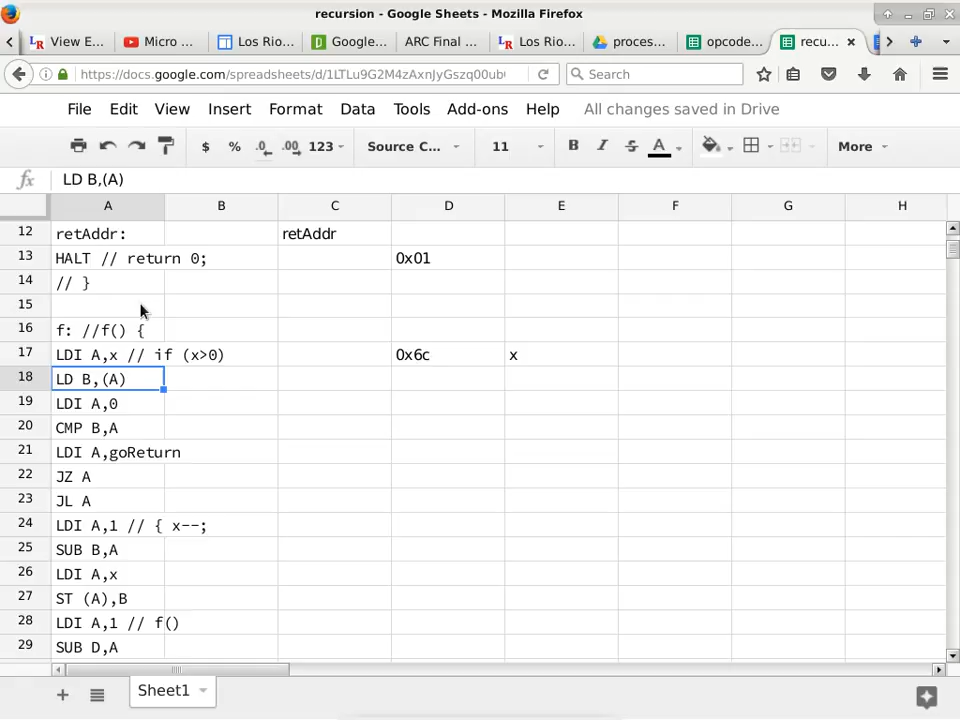 recursion - Google Sheets - Mozilla Firefox
View E...
Micro ...
Los Rio...
Google...
ARC Final ...
Los Rio...
proces...
opcode...
recu...
https://docs.google.com/spreadsheets/d/1LTLu9G2M4zAxnJyGszq00ub
Search
File Edit View Insert Format Data Tools Add-ons Help All changes saved in Drive
$ % .0 .00 123 Source C... 11 B I S A More
fx LD B,(A)
A B C D E F G H
12 retAddr: retAddr
13 HALT // return 0; 0x01
14 // }
15
16 f: //f() {
17 LDI A,x // if (x>0) 0x6c x
18 LD B,(A)
19 LDI A,0
20 CMP B,A
21 LDI A,goReturn
22 JZ A
23 JL A
24 LDI A,1 // { x--;
25 SUB B,A
26 LDI A,x
27 ST (A),B
28 LDI A,1 // f()
29 SUB D,A
Sheet1